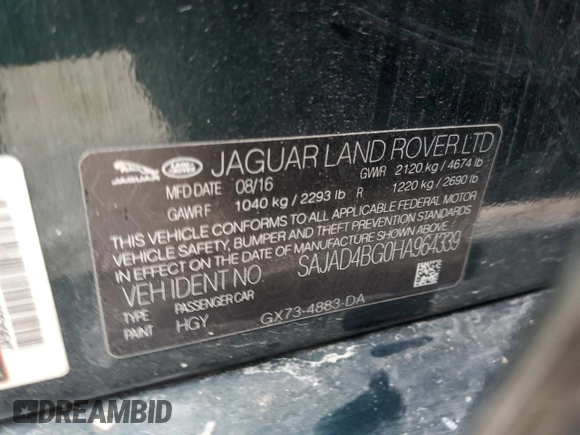 JAGUAR LAND ROVER JAGUAR LAND ROVER LTD
MFD DATE 08/16 GWR 2120 kg / 4674 lb
GAWR F 1040 kg / 2293 lb R 1220 kg / 2690 lb
THIS VEHICLE CONFORMS TO ALL APPLICABLE FEDERAL MOTOR
VEHICLE SAFETY, BUMPER AND THEFT PREVENTION STANDARDS
IN EFFECT ON THE DATE OF MANUFACTURE SHOWN ABOVE.
VEH IDENT NO SAJAD4BG0HA964339
TYPE PASSENGER CAR
PAINT HGY GX73-4883-DA
DREAMBID